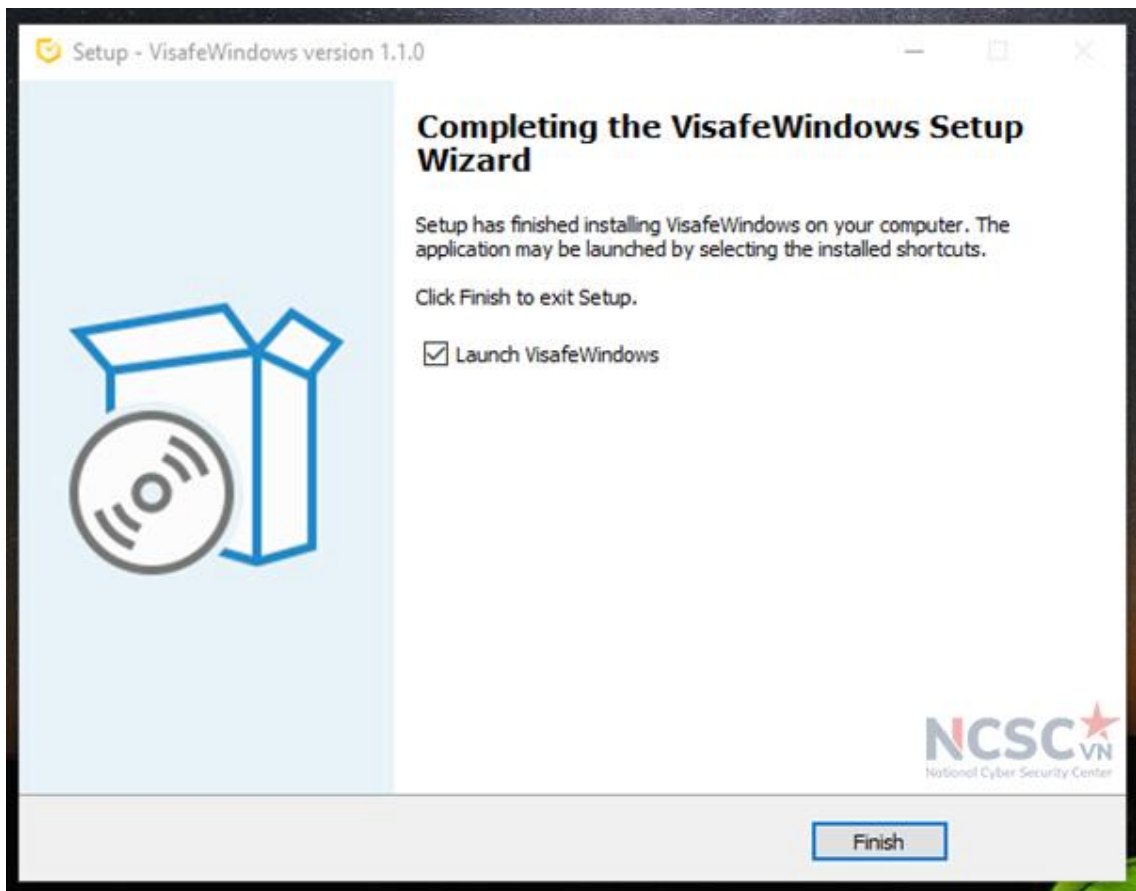 Setup - VisafeWindows version 1.1.0
Completing the VisafeWindows Setup
Wizard
Setup has finished installing VisafeWindows on your computer. The
application may be launched by selecting the installed shortcuts.
Click Finish to exit Setup.
Launch VisafeWindows
NCSC
VN
National Cyber Security Center
Finish